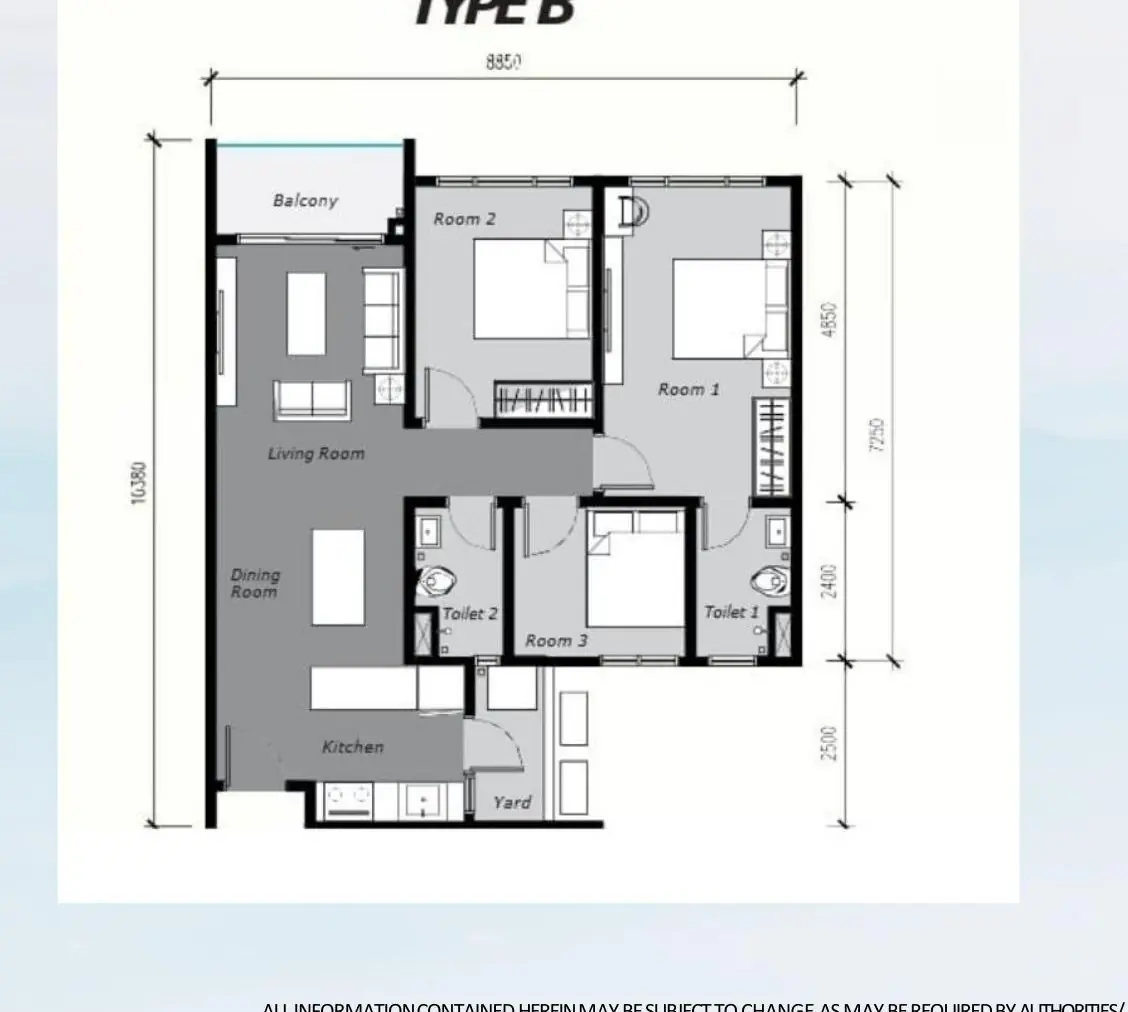 TYPE B
8850
Balcony
Room 2
4850
Room 1
7250
Living Room
10380
Dining
Room
2400
Toilet 2
Toilet 1
Room 3
Kitchen
2500
Yard
ALL INFORMATION CONTAINED HEREIN MAY BE SUBJECT TO CHANGE AS MAY BE REQUIRED BY AUTHORITIES/